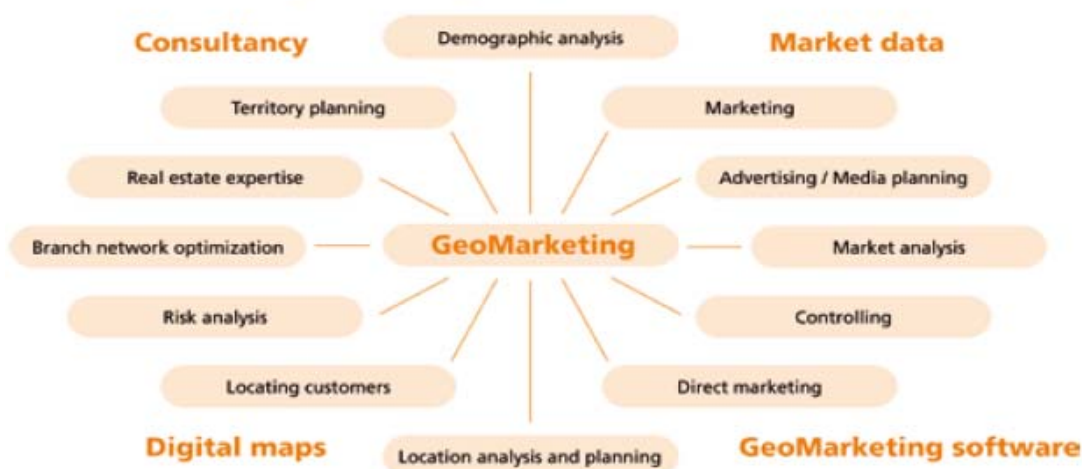 Demographic analysis
Consultancy
Market data
Territory planning
Marketing
Real estate expertise
Advertising / Media planning
Branch network optimization
GeoMarketing
Market analysis
Risk analysis
Controlling
Locating customers
Direct marketing
Digital maps
Location analysis and planning
GeoMarketing software